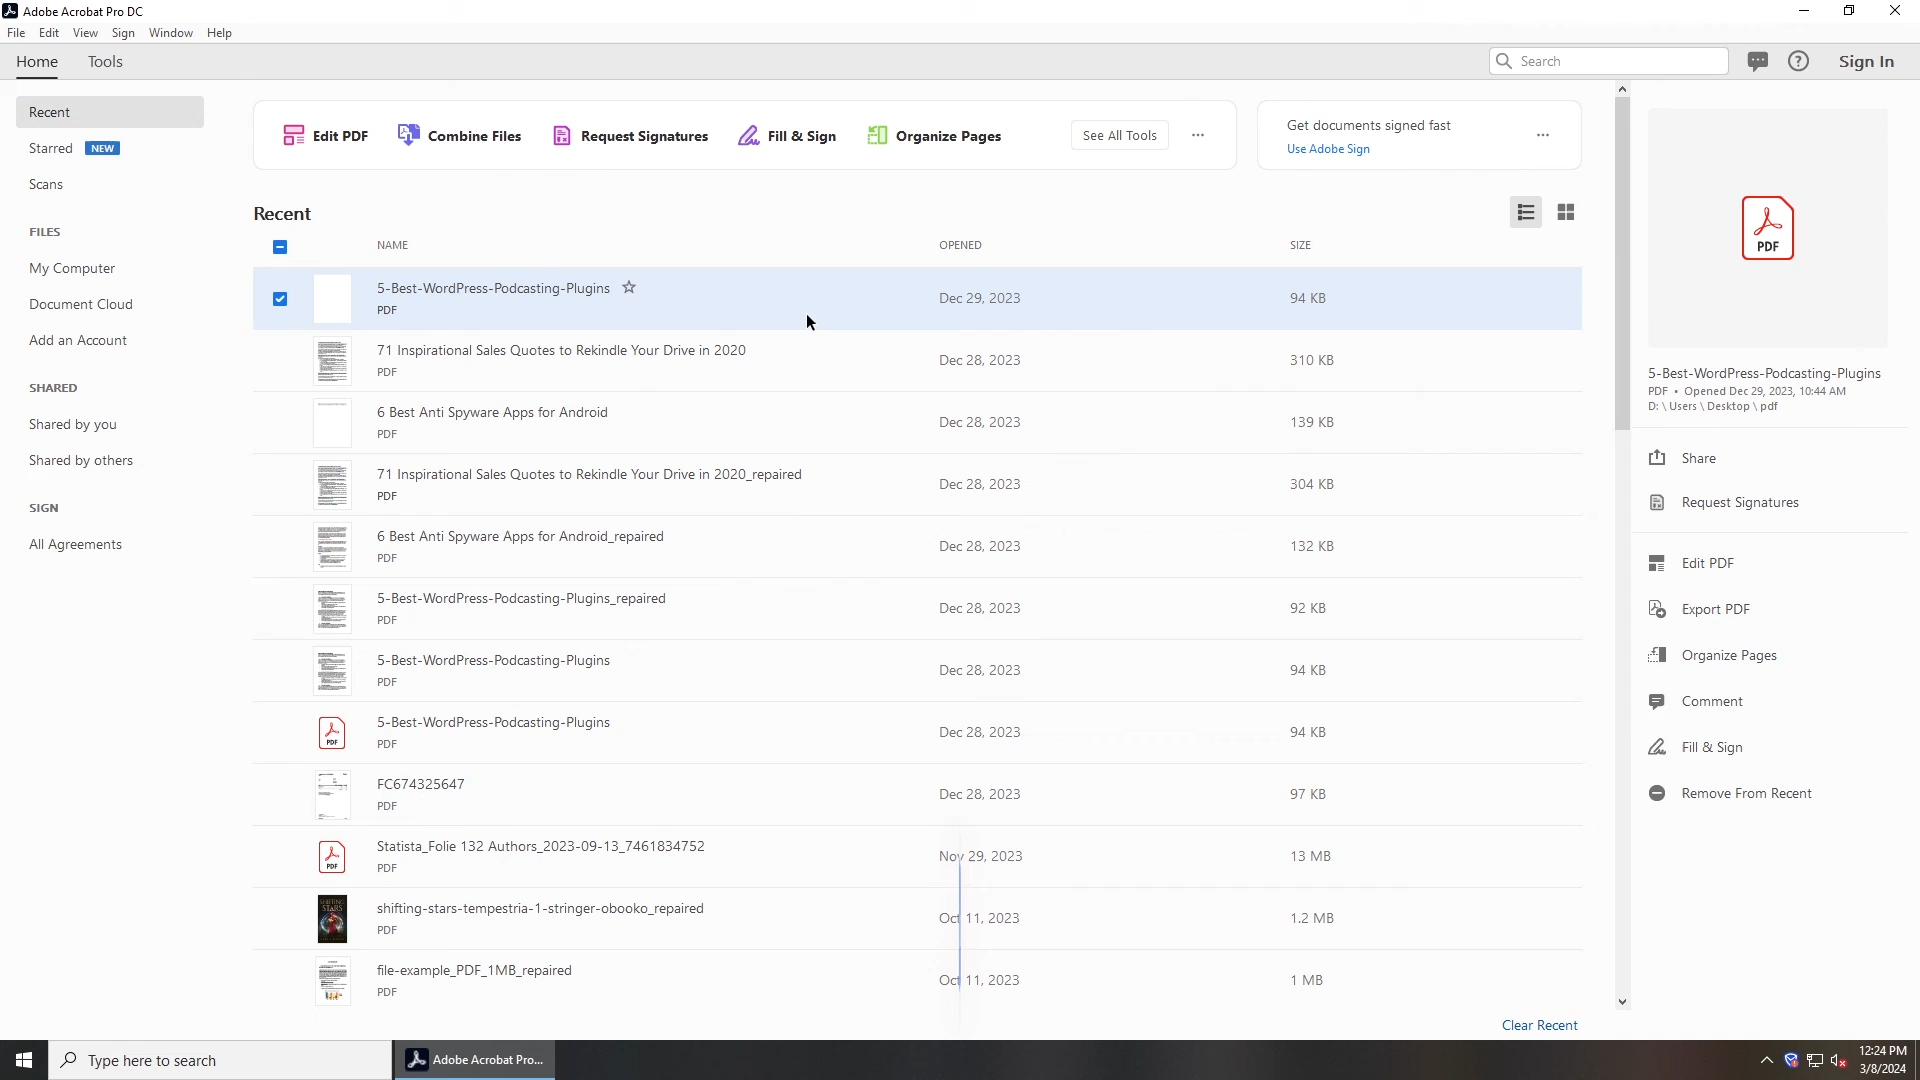 Adobe Acrobat Pro DC
File Edit View Sign Window Help
Home Tools
Search
Sign In
Recent
Starred NEW
Scans
FILES
My Computer
Document Cloud
Add an Account
SHARED
Shared by you
Shared by others
SIGN
All Agreements
Edit PDF Combine Files Request Signatures Fill & Sign Organize Pages See All Tools
Get documents signed fast
Use Adobe Sign
Recent
NAME OPENED SIZE
5-Best-WordPress-Podcasting-Plugins
PDF
Dec 29, 2023 94 KB
71 Inspirational Sales Quotes to Rekindle Your Drive in 2020
PDF
Dec 28, 2023 310 KB
6 Best Anti Spyware Apps for Android
PDF
Dec 28, 2023 139 KB
71 Inspirational Sales Quotes to Rekindle Your Drive in 2020_repaired
PDF
Dec 28, 2023 304 KB
6 Best Anti Spyware Apps for Android_repaired
PDF
Dec 28, 2023 132 KB
5-Best-WordPress-Podcasting-Plugins_repaired
PDF
Dec 28, 2023 92 KB
5-Best-WordPress-Podcasting-Plugins
PDF
Dec 28, 2023 94 KB
PDF
5-Best-WordPress-Podcasting-Plugins
PDF
Dec 28, 2023 94 KB
FC674325647
PDF
Dec 28, 2023 97 KB
PDF
Statista_Folie 132 Authors_2023-09-13_7461834752
PDF
Nov 29, 2023 13 MB
SHIFTING
STARS
shifting-stars-tempestria-1-stringer-obooko_repaired
PDF
Oct 11, 2023 1.2 MB
file-example_PDF_1MB_repaired
PDF
Oct 11, 2023 1 MB
Clear Recent
PDF
5-Best-WordPress-Podcasting-Plugins
PDF • Opened Dec 29, 2023, 10:44 AM
D: \ Users \ Desktop \ pdf
Share
Request Signatures
Edit PDF
Export PDF
Organize Pages
Comment
Fill & Sign
Remove From Recent
Type here to search
Adobe Acrobat Pro...
12:24 PM
3/8/2024